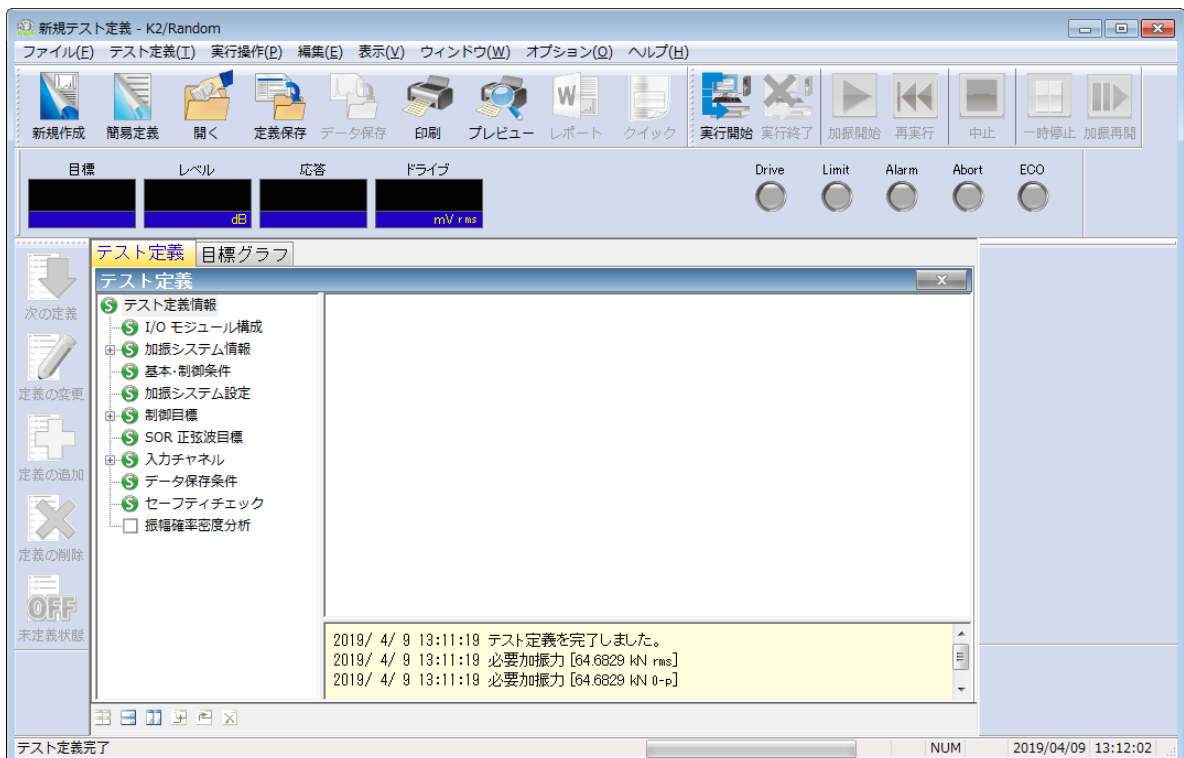 新規テスト定義 - K2/Random
ファイル(F) テスト定義(T) 実行操作(P) 編集(E) 表示(V) ウィンドウ(W) オプション(O) ヘルプ(H)
新規作成 簡易定義 開く 定義保存 データ保存 印刷 プレビュー レポート クイック 実行開始 実行終了 加振開始 再実行 中止 一時停止 加振再開
目標 レベル 応答 ドライブ Drive Limit Alarm Abort ECO
dB mV rms
テスト定義 目標グラフ
テスト定義
次の定義
定義の変更
定義の追加
定義の削除
OFF
未定義状態
テスト定義情報
I/O モジュール構成
加振システム情報
基本・制御条件
加振システム設定
制御目標
SOR 正弦波目標
入力チャネル
データ保存条件
セーフティチェック
振幅確率密度分析
2019/ 4/ 9 13:11:19 テスト定義を完了しました。
2019/ 4/ 9 13:11:19 必要加振力 [64.6829 kN rms]
2019/ 4/ 9 13:11:19 必要加振力 [64.6829 kN 0-p]
テスト定義完了 NUM 2019/04/09 13:12:02